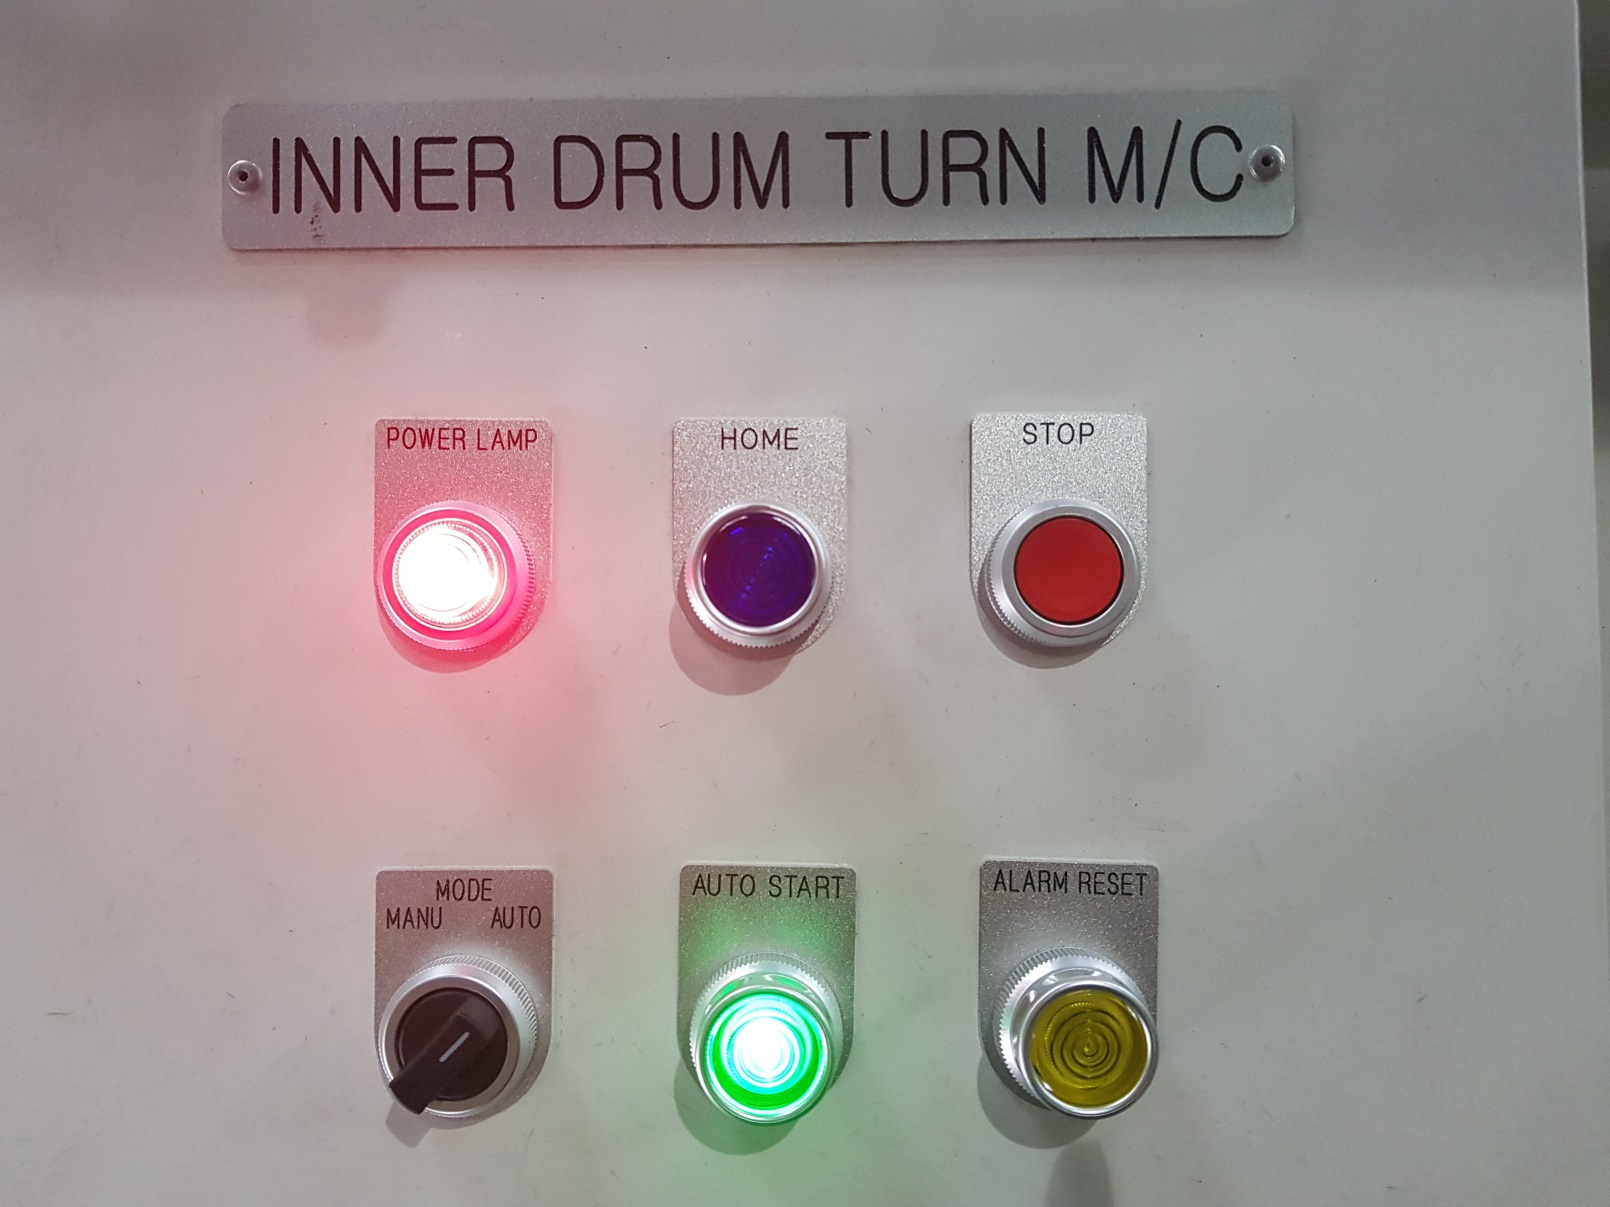 INNER DRUM TURN M/C
POWER LAMP
HOME
STOP
MODE
MANU AUTO
AUTO START
ALARM RESET